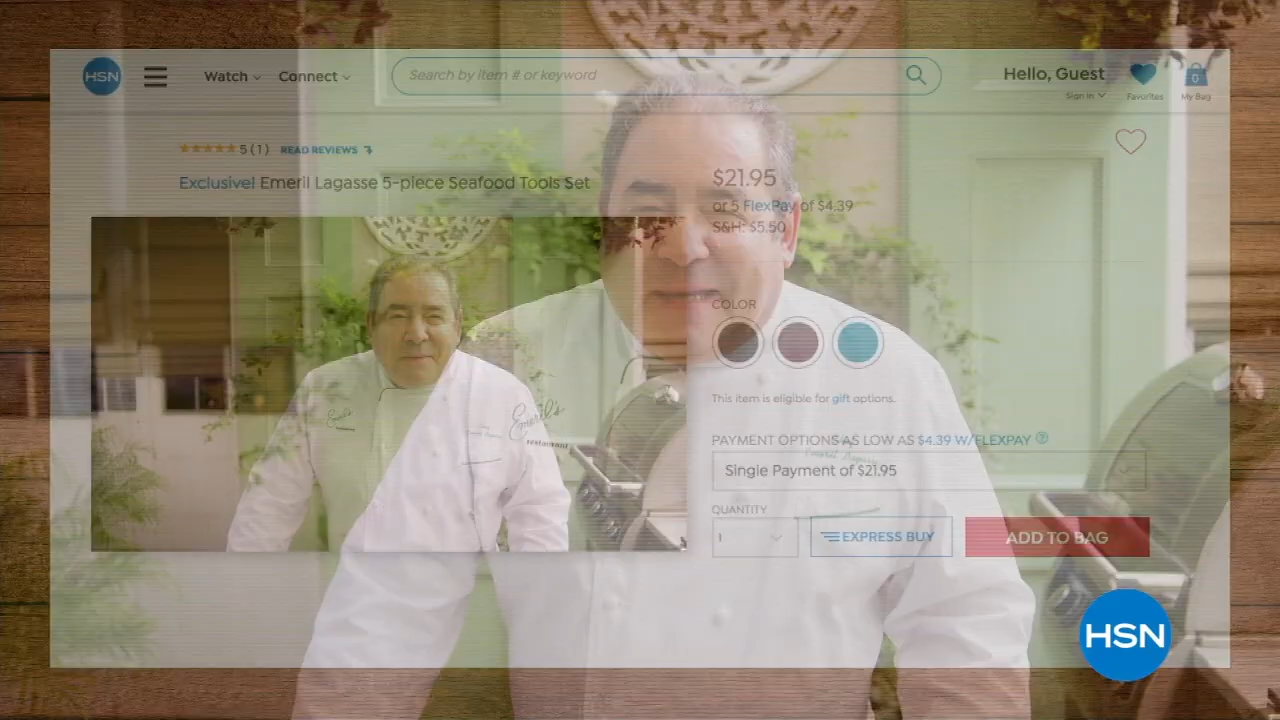 HSN
Watch
Connect
Search by item # or keyword
Hello, Guest
Sign In
Favorites
0
My Bag
5 (1) READ REVIEWS
Exclusive! Emeril Lagasse 5-piece Seafood Tools Set
$21.95
or 5 FlexPay of $4.39
S&H: $5.50
COLOR
This item is eligible for gift options.
Emeril's
Emeril's
restaurant
PAYMENT OPTIONS AS LOW AS $4.39 W/FLEXPAY ?
Single Payment of $21.95
QUANTITY
1
EXPRESS BUY
ADD TO BAG
HSN